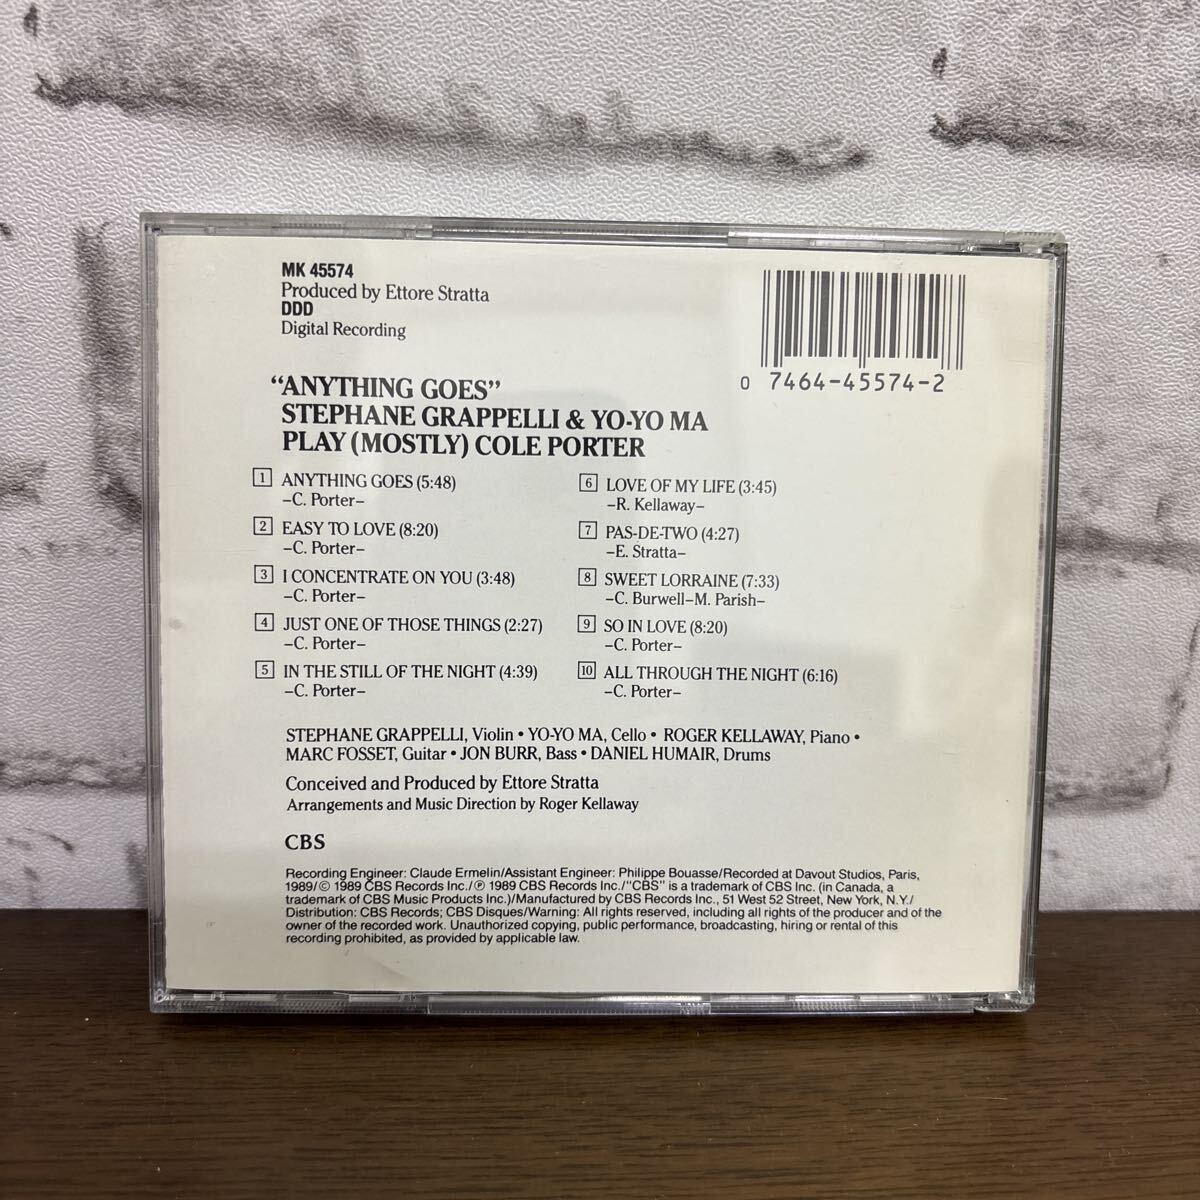 MK 45574
Produced by Ettore Stratta
DDD
Digital Recording
0 7464-45574-2
“ANYTHING GOES”
STEPHANE GRAPPELLI & YO-YO MA
PLAY (MOSTLY) COLE PORTER
1 ANYTHING GOES (5:48)
–C. Porter–
2 EASY TO LOVE (8:20)
–C. Porter–
3 I CONCENTRATE ON YOU (3:48)
–C. Porter–
4 JUST ONE OF THOSE THINGS (2:27)
–C. Porter–
5 IN THE STILL OF THE NIGHT (4:39)
–C. Porter–
6 LOVE OF MY LIFE (3:45)
–R. Kellaway–
7 PAS-DE-TWO (4:27)
–E. Stratta–
8 SWEET LORRAINE (7:33)
–C. Burwell–M. Parish–
9 SO IN LOVE (8:20)
–C. Porter–
10 ALL THROUGH THE NIGHT (6:16)
–C. Porter–
STEPHANE GRAPPELLI, Violin • YO-YO MA, Cello • ROGER KELLAWAY, Piano •
MARC FOSSET, Guitar • JON BURR, Bass • DANIEL HUMAIR, Drums
Conceived and Produced by Ettore Stratta
Arrangements and Music Direction by Roger Kellaway
CBS
Recording Engineer: Claude Ermelin/Assistant Engineer: Philippe Bouasse/Recorded at Davout Studios, Paris,
1989/© 1989 CBS Records Inc./℗ 1989 CBS Records Inc./"CBS" is a trademark of CBS Inc. (in Canada, a
trademark of CBS Music Products Inc.)/Manufactured by CBS Records Inc., 51 West 52 Street, New York, N.Y./
Distribution: CBS Records; CBS Disques/Warning: All rights reserved, including all rights of the producer and of the
owner of the recorded work. Unauthorized copying, public performance, broadcasting, hiring or rental of this
recording prohibited, as provided by applicable law.